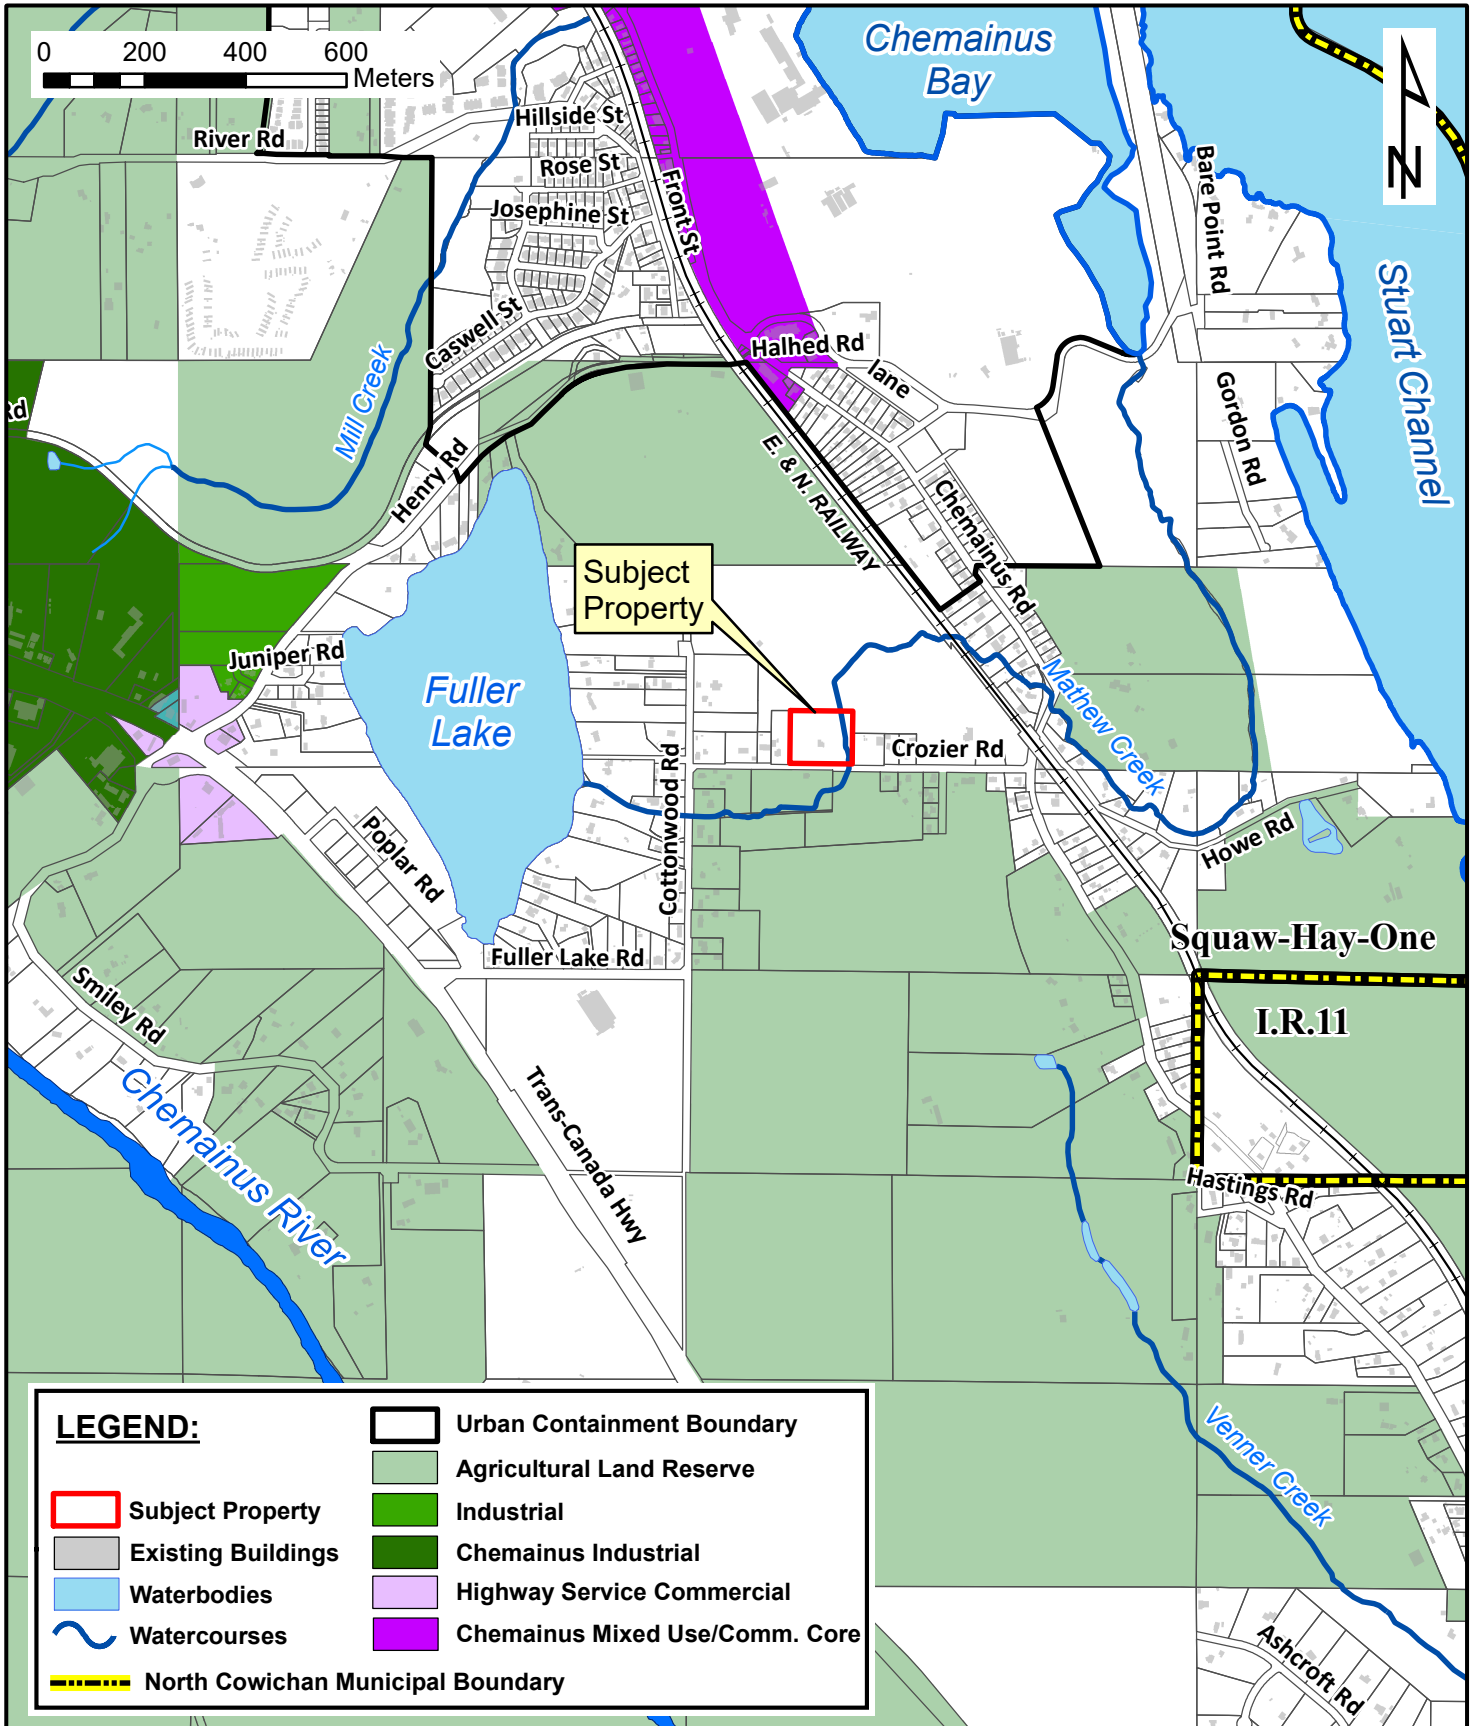 0 200 400 600
Meters
Chemainus
Bay
N
River Rd
Hillside St
Rose St
Josephine St
Front St
Caswell St
Bare Point Rd
Stuart Channel
Halhed Rd
lane
Mill Creek
Rd
Henry Rd
E. & N. RAILWAY
Gordon Rd
Chemainus Rd
Subject
Property
Juniper Rd
Fuller
Lake
Mathew Creek
Crozier Rd
Cottonwood Rd
Poplar Rd
Howe Rd
Fuller Lake Rd
Squaw-Hay-One
I.R.11
Smiley Rd
Chemainus River
Trans-Canada Hwy
Hastings Rd
Venner Creek
Ashcroft Rd
LEGEND:
Subject Property
Existing Buildings
Waterbodies
Watercourses
North Cowichan Municipal Boundary
Urban Containment Boundary
Agricultural Land Reserve
Industrial
Chemainus Industrial
Highway Service Commercial
Chemainus Mixed Use/Comm. Core